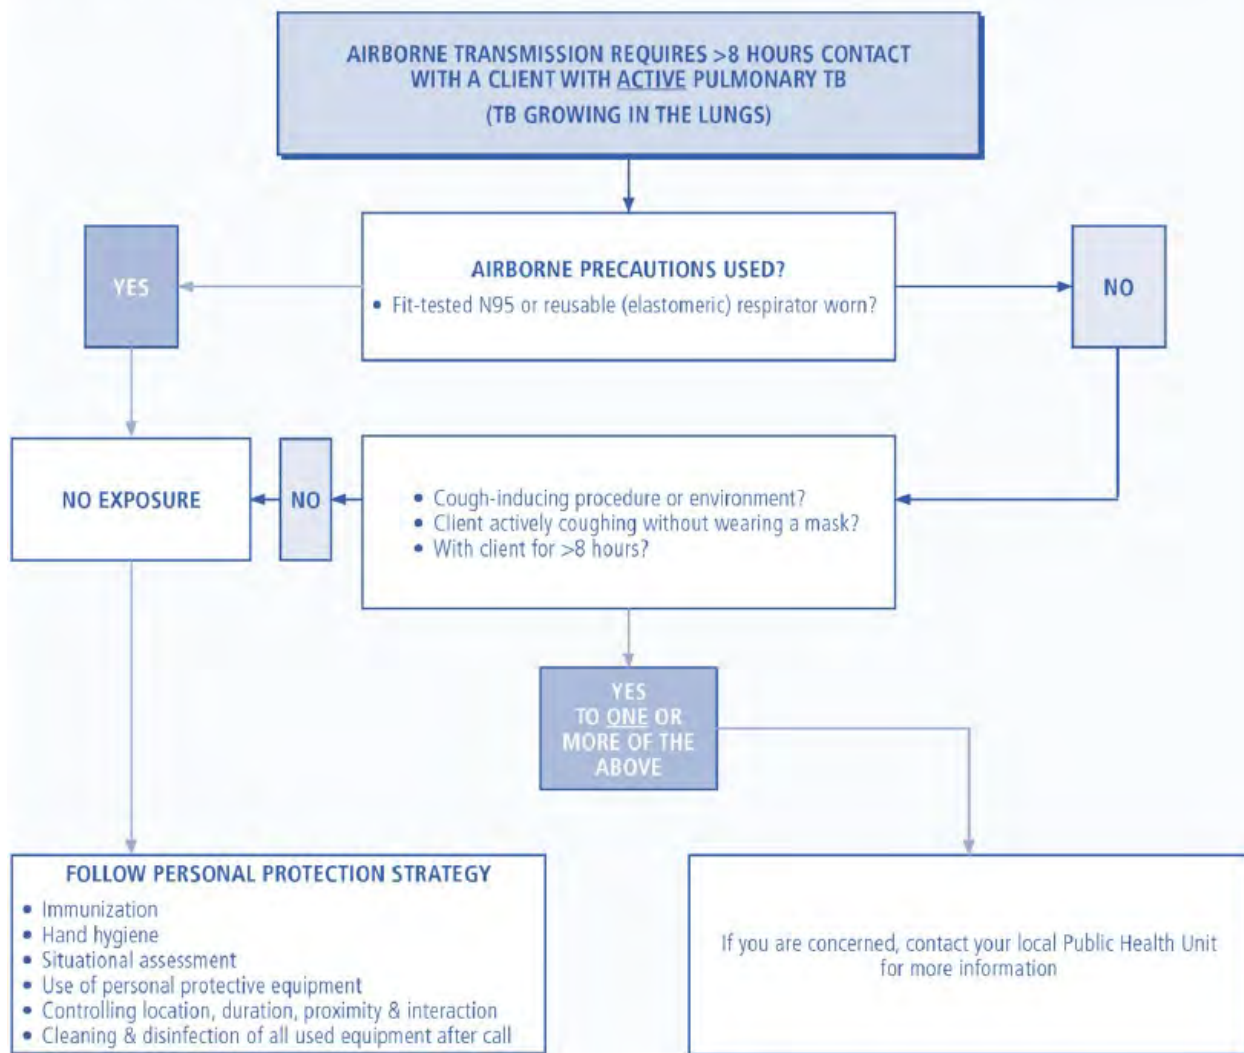 AIRBORNE TRANSMISSION REQUIRES >8 HOURS CONTACT
WITH A CLIENT WITH ACTIVE PULMONARY TB
(TB GROWING IN THE LUNGS)
YES
AIRBORNE PRECAUTIONS USED?
• Fit-tested N95 or reusable (elastomeric) respirator worn?
NO
NO EXPOSURE
NO
• Cough-inducing procedure or environment?
• Client actively coughing without wearing a mask?
• With client for >8 hours?
YES
TO ONE OR
MORE OF THE
ABOVE
FOLLOW PERSONAL PROTECTION STRATEGY
• Immunization
• Hand hygiene
• Situational assessment
• Use of personal protective equipment
• Controlling location, duration, proximity & interaction
• Cleaning & disinfection of all used equipment after call
If you are concerned, contact your local Public Health Unit
for more information